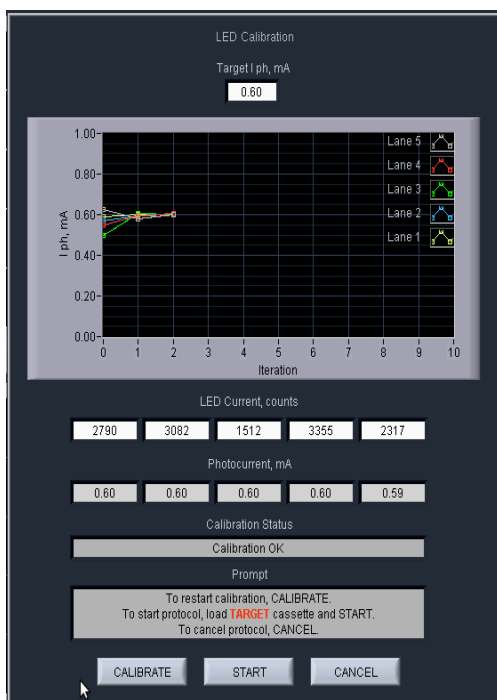 LED Calibration
Target I ph, mA
0.60
1.00
0.80
0.60
0.40
0.20
0.00
I ph, mA
0 1 2 3 4 5 6 7 8 9 10
Iteration
Lane 5
Lane 4
Lane 3
Lane 2
Lane 1
LED Current, counts
2790 3082 1512 3355 2317
Photocurrent, mA
0.60 0.60 0.60 0.60 0.59
Calibration Status
Calibration OK
Prompt
To restart calibration, CALIBRATE.
To start protocol, load TARGET cassette and START.
To cancel protocol, CANCEL.
CALIBRATE START CANCEL